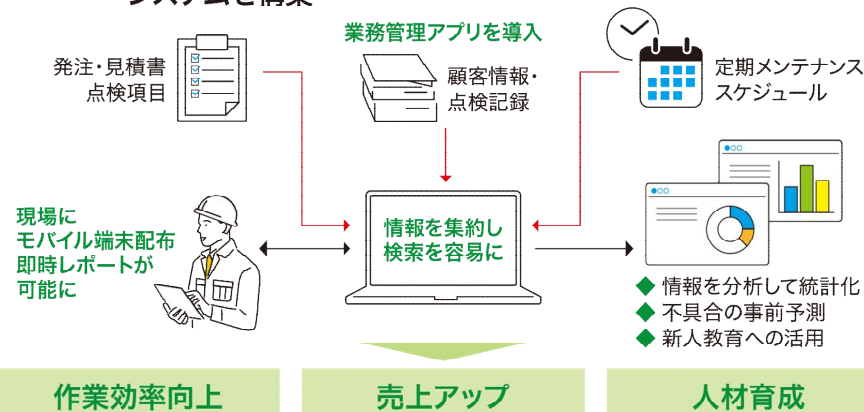 システムを構築
業務管理アプリを導入
発注・見積書
点検項目
顧客情報・
点検記録
定期メンテナンス
スケジュール
現場に
モバイル端末配布
即時レポートが
可能に
情報を集約し
検索を容易に
◆ 情報を分析して統計化
◆ 不具合の事前予測
◆ 新人教育への活用
作業効率向上
売上アップ
人材育成